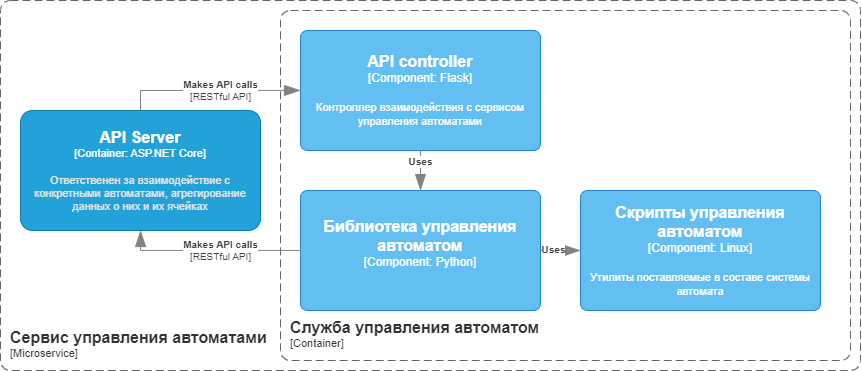 API controller
[Component: Flask]
Контроллер взаимодействия с сервисом
управления автоматами
Makes API calls
[RESTful API]
API Server
[Container: ASP.NET Core]
Ответственен за взаимодействие с
конкретными автоматами, агрегирование
данных о них и их ячейках
Uses
Библиотека управления
автоматом
[Component: Python]
Makes API calls
[RESTful API]
Uses
Скрипты управления
автоматом
[Component: Linux]
Утилиты поставляемые в составе системы
автомата
Сервис управления автоматами
[Microservice]
Служба управления автоматом
[Container]